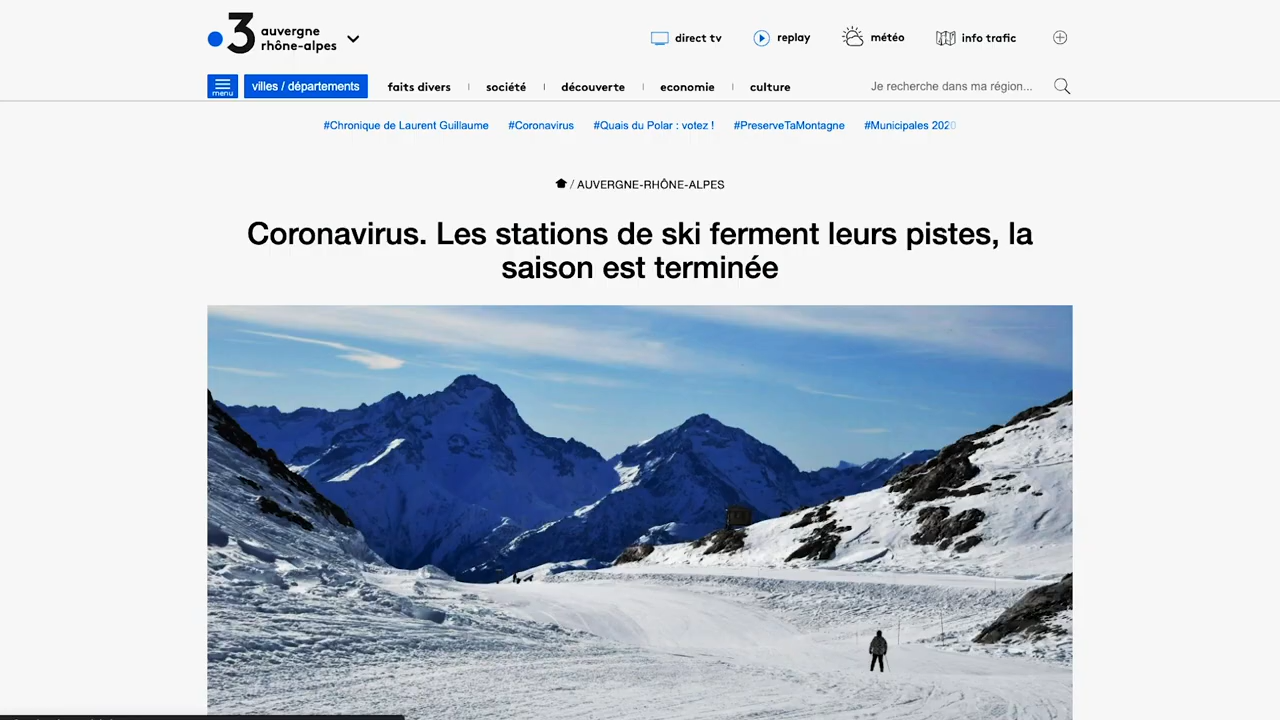 3 auvergne
rhône-alpes
direct tv replay météo info trafic
menu villes / départements faits divers société découverte economie culture Je recherche dans ma région...
#Chronique de Laurent Guillaume #Coronavirus #Quais du Polar : votez ! #PreserveTaMontagne #Municipales 2020
/ AUVERGNE-RHÔNE-ALPES
Coronavirus. Les stations de ski ferment leurs pistes, la
saison est terminée